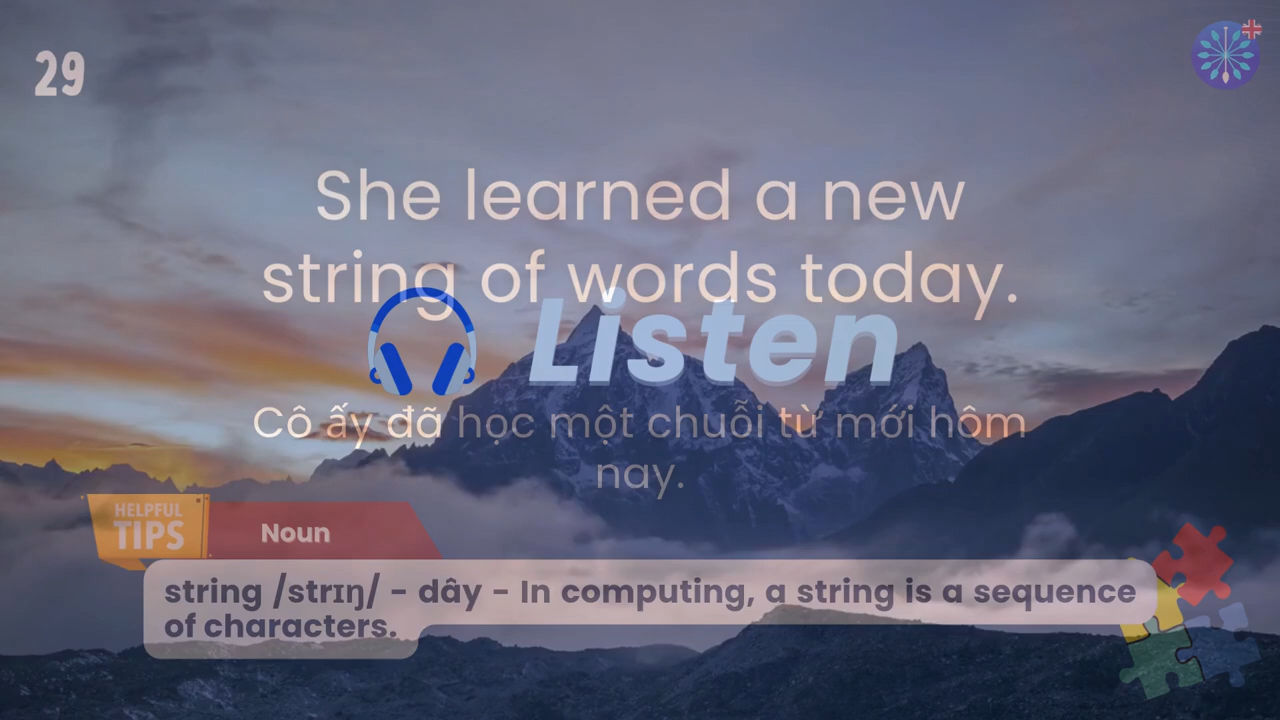 29
She learned a new
string of words today.
Listen
Cô ấy đã học một chuỗi từ mới hôm
nay.
HELPFUL
TIPS
Noun
string /strɪŋ/ - dây - In computing, a string is a sequence
of characters.